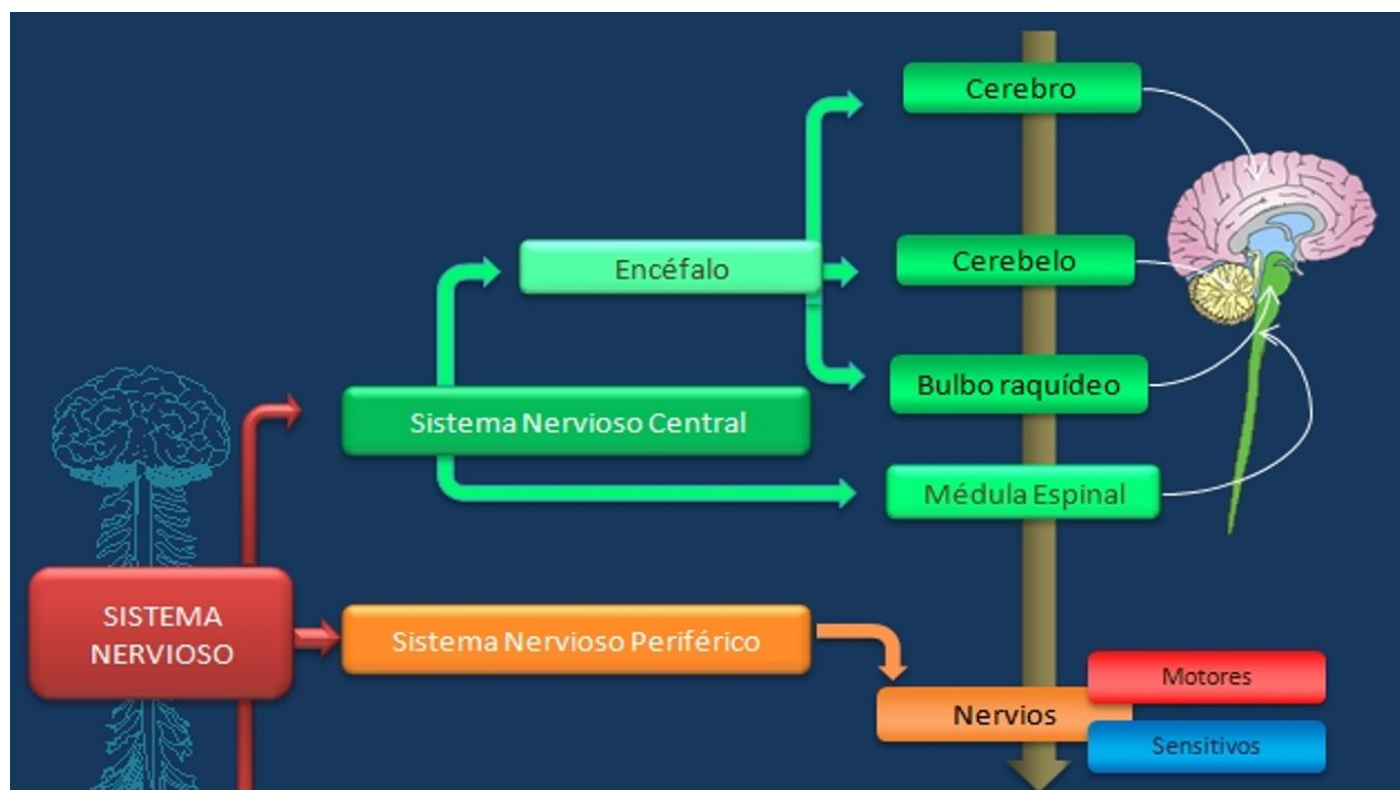 Cerebro
Encéfalo
Cerebelo
Bulbo raquídeo
Sistema Nervioso Central
Médula Espinal
SISTEMA
NERVIOSO
Sistema Nervioso Periférico
Nervios
Motores
Sensitivos